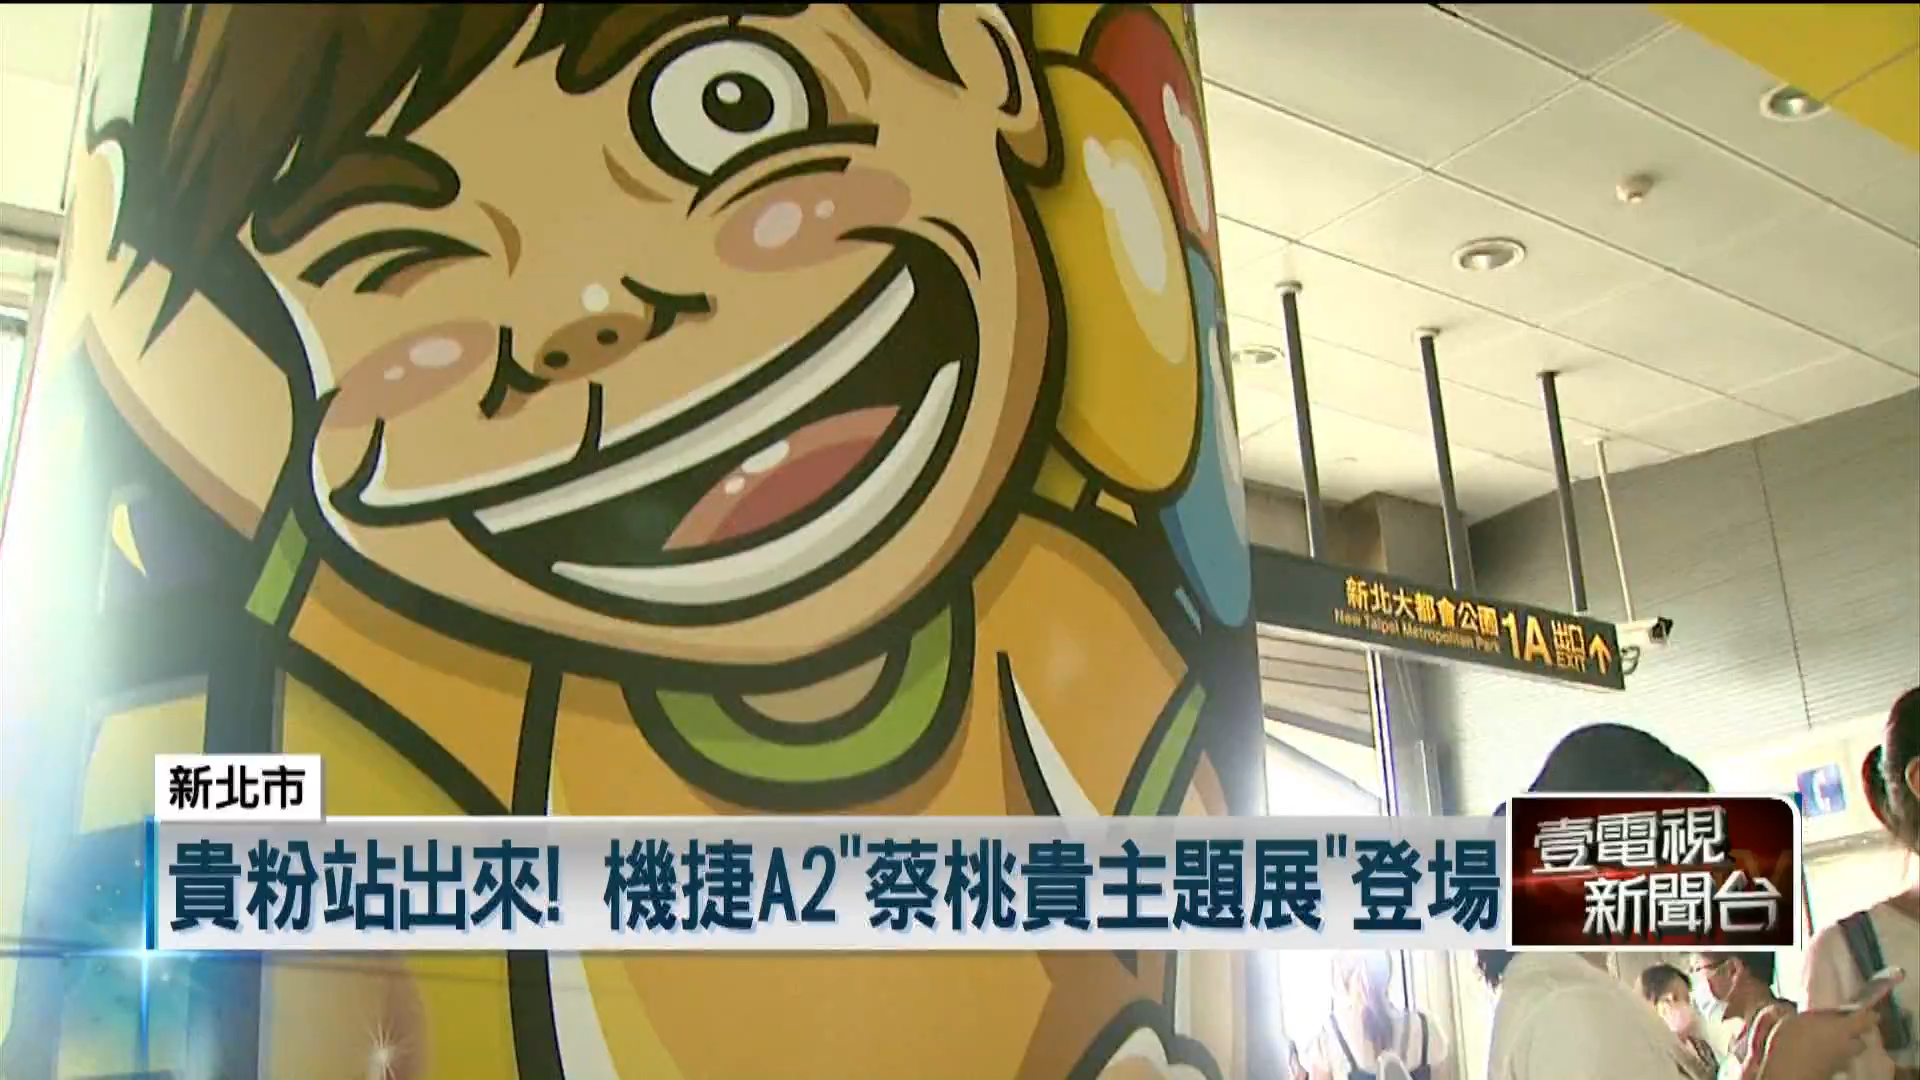 新北大都會公園 1A 出口
New Taipei Metropolitan Park EXIT
新北市
貴粉站出來! 機捷A2"蔡桃貴主題展"登場
壹電視
新聞台